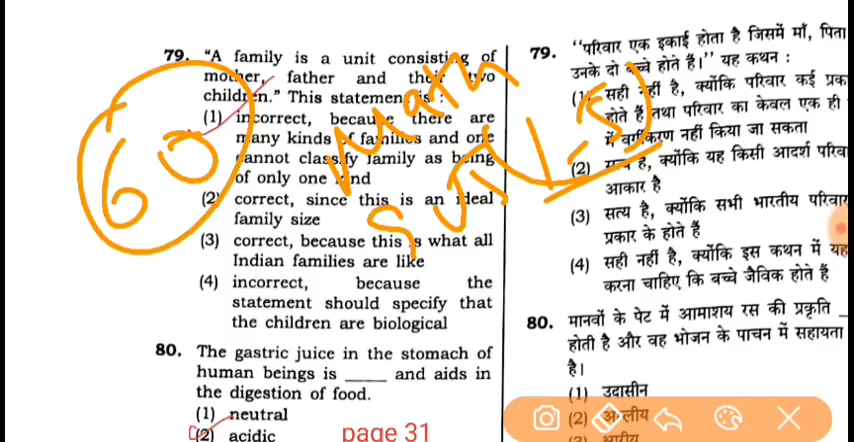 79. "A family is a unit consisting of
mother, father and their two
children." This statement is :
(1) incorrect, because there are
many kinds of families and one
cannot classify family as being
of only one kind
(2) correct, since this is an ideal
family size
(3) correct, because this is what all
Indian families are like
(4) incorrect, because the
statement should specify that
the children are biological
80. The gastric juice in the stomach of
human beings is ____ and aids in
the digestion of food.
(1) neutral
(2) acidic
page 31
60
Math
79. "परिवार एक इकाई होता है जिसमें माँ, पिता
उनके दो बच्चे होते हैं।" यह कथन :
(1) सही नहीं है, क्योंकि परिवार कई
होते हैं तथा परिवार का केवल एक ही
में वर्गीकरण नहीं किया जा सकता
(2) सत्य है, क्योंकि यह किसी आदर्श
आकार है
(3) सत्य है, क्योंकि सभी भारतीय परिवार
प्रकार के होते हैं
(4) सही नहीं है, क्योंकि इस कथन में यह
करना चाहिए कि बच्चे जैविक होते हैं
80. मानवों के पेट में आमाशय रस की प्रकृति
होती है और वह भोजन के पाचन में सहायता
है।
(1) उदासीन
(2) अम्लीय
(3) क्षारीय